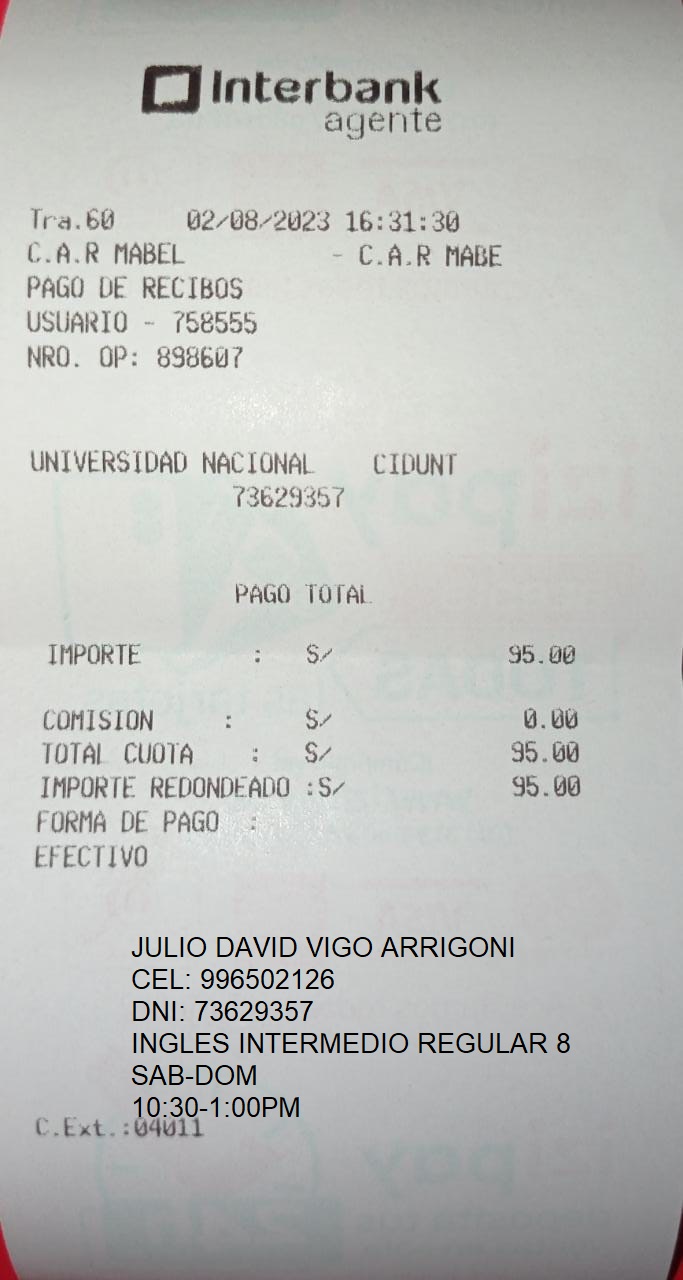 Interbank
agente
Tra.60 02/08/2023 16:31:30
C.A.R MABEL - C.A.R MABE
PAGO DE RECIBOS
USUARIO - 758555
NRO. OP: 898607
UNIVERSIDAD NACIONAL CIDUNT
73629357
PAGO TOTAL
IMPORTE : S/ 95.00
COMISION : S/ 0.00
TOTAL CUOTA : S/ 95.00
IMPORTE REDONDEADO :S/ 95.00
FORMA DE PAGO :
EFECTIVO
JULIO DAVID VIGO ARRIGONI
CEL: 996502126
DNI: 73629357
INGLES INTERMEDIO REGULAR 8
SAB-DOM
10:30-1:00PM
C.Ext.:04011